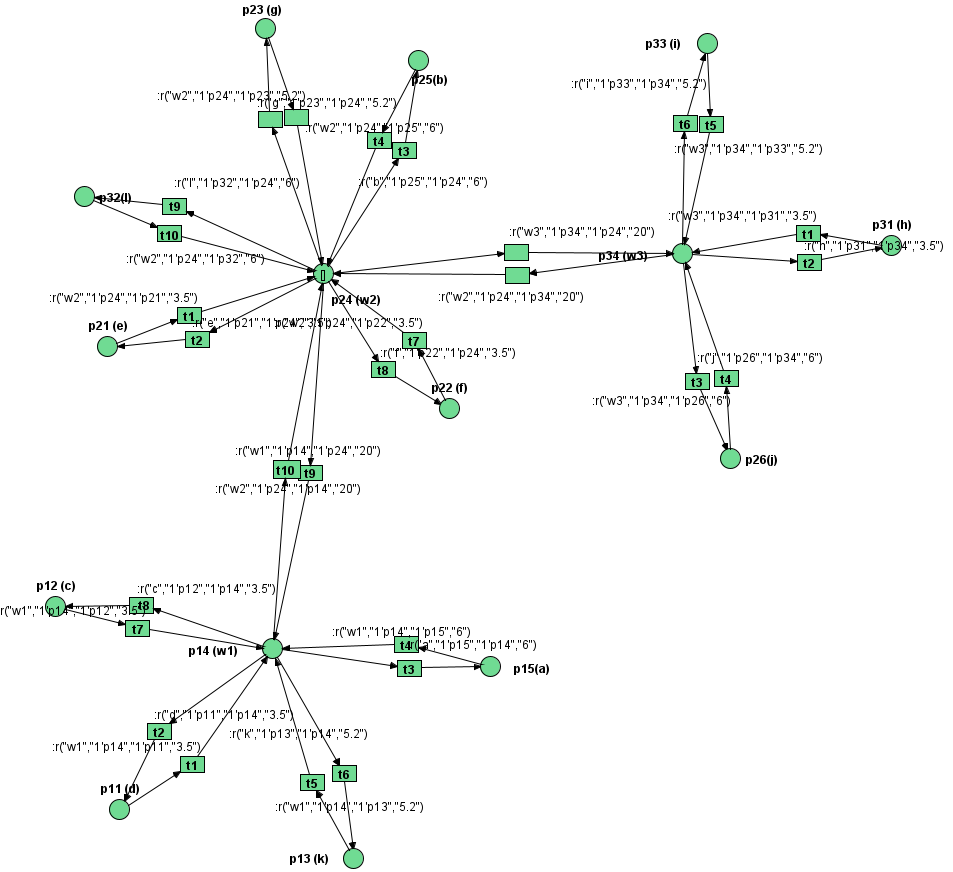 p23 (g)
p33 (i)
p25(b)
:r("i","1'p33","1'p34","5.2")
:r("w2","1'p24","1'p23","5.2")
:r("g","1'p23","1'p24","5.2")
t6
t5
:r("w2","1'p24","1'p25","6")
t4
t3
:r("w3","1'p34","1'p33","5.2")
:r("l","1'p32","1'p24","6")
:r("b","1'p25","1'p24","6")
p32(l)
t9
:r("w3","1'p34","1'p31","3.5")
p31 (h)
t10
:r("w3","1'p34","1'p24","20")
t1
:r("h","1'p31","1'p34","3.5")
:r("w2","1'p24","1'p32","6")
p34 (w3)
t2
:r("w2","1'p24","1'p21","3.5")
p24 (w2)
:r("w2","1'p24","1'p34","20")
t1
p21 (e)
:r("e","1'p21","1'p24","3.5")
:r("w2","1'p24","1'p22","3.5")
t2
t7
:r("f","1'p22","1'p24","3.5")
:r("j","1'p26","1'p34","6")
t8
t3
t4
p22 (f)
:r("w3","1'p34","1'p26","6")
:r("w1","1'p14","1'p24","20")
p26(j)
t10
t9
:r("w2","1'p24","1'p14","20")
p12 (c)
:r("c","1'p12","1'p14","3.5")
t8
r("w1","1'p14","1'p12","3.5")
t7
:r("w1","1'p14","1'p15","6")
t4
:r("a","1'p15","1'p14","6")
p14 (w1)
t3
p15(a)
:r("d","1'p11","1'p14","3.5")
t2
:r("k","1'p13","1'p14","5.2")
:r("w1","1'p14","1'p11","3.5")
t1
t6
t5
p11 (d)
:r("w1","1'p14","1'p13","5.2")
p13 (k)